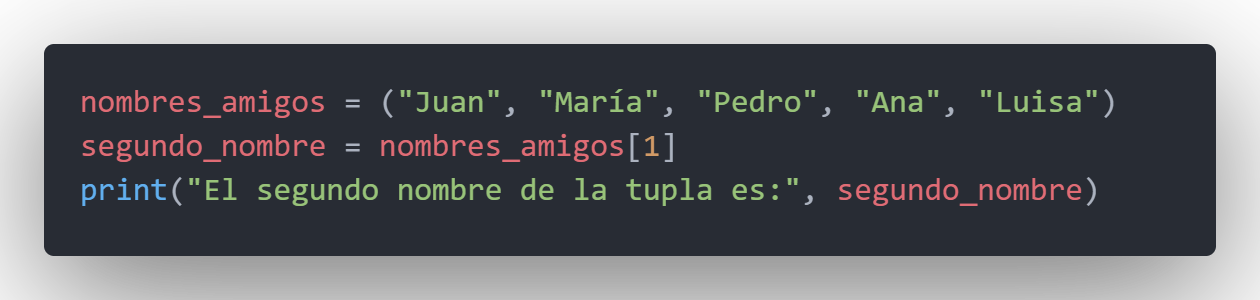 nombres_amigos = ("Juan", "María", "Pedro", "Ana", "Luisa")
segundo_nombre = nombres_amigos[1]
print("El segundo nombre de la tupla es:", segundo_nombre)